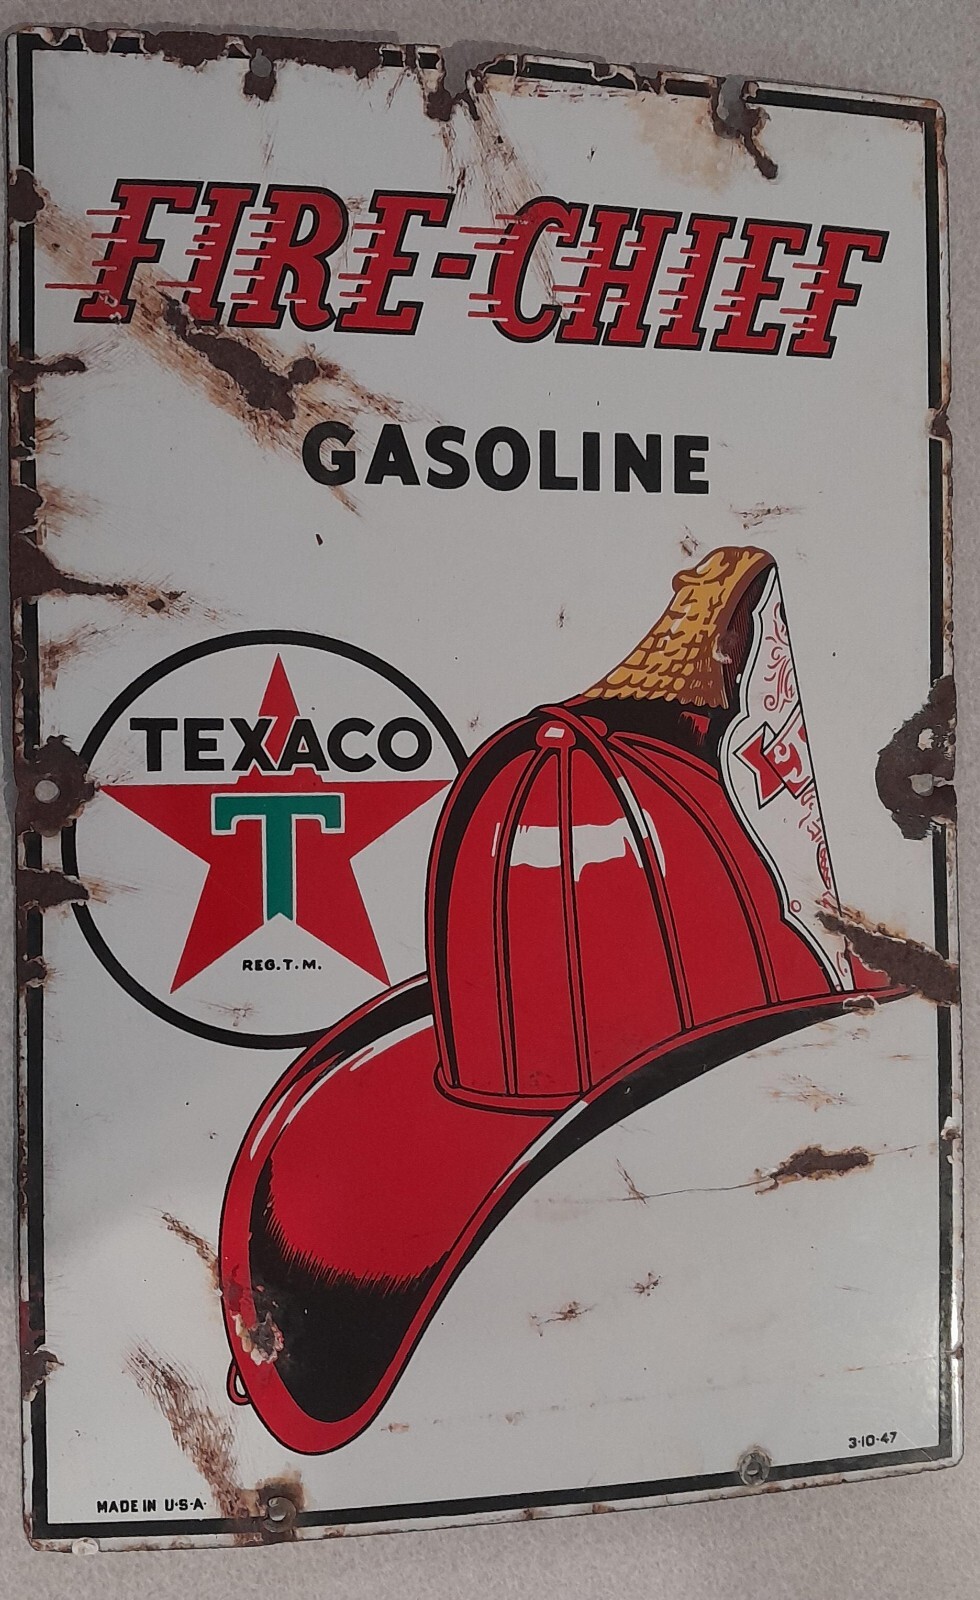 FIRE-CHIEF
GASOLINE
TEXACO
T
REG. T. M.
3·10·47
MADE IN U·S·A·